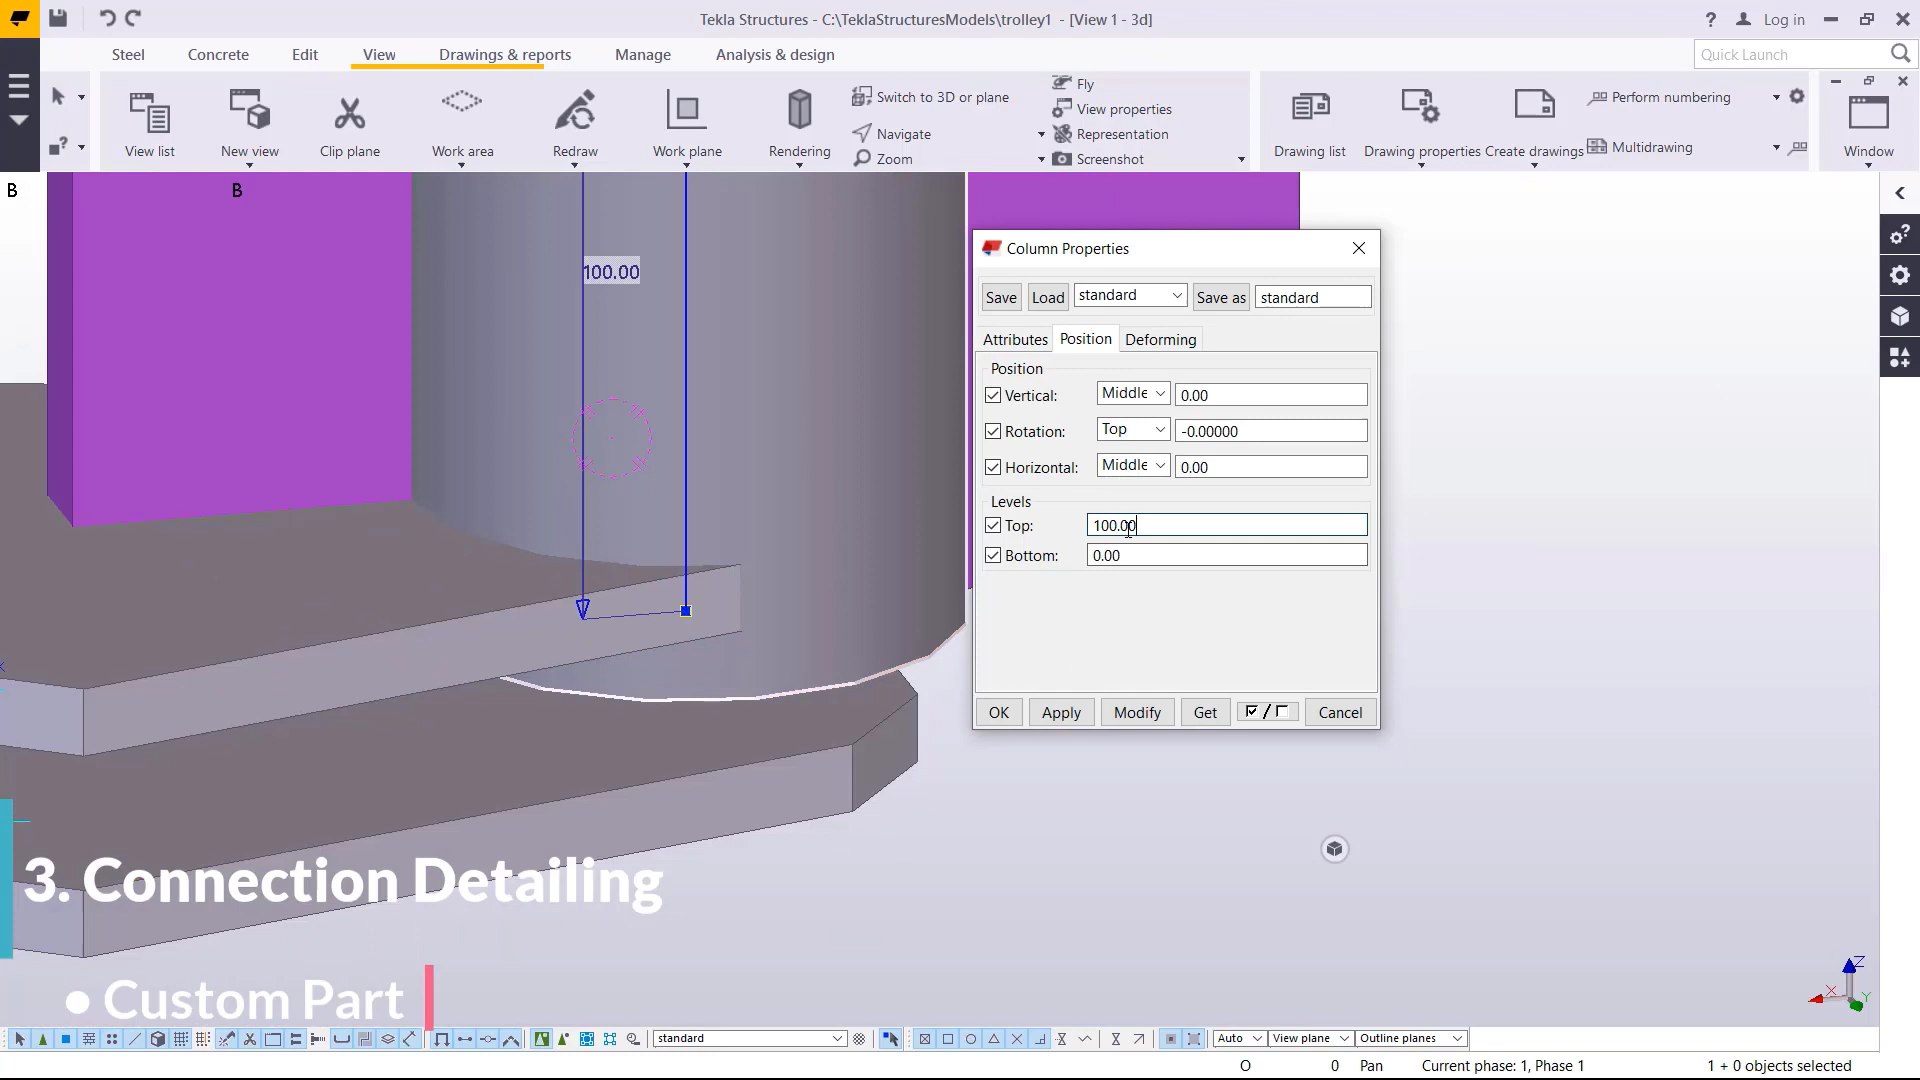 Tekla Structures - C:\TeklaStructuresModels\trolley1 - [View 1 - 3d]
? Log in
Steel Concrete Edit View Drawings & reports Manage Analysis & design
Quick Launch
View list
New view
Clip plane
Work area
Redraw
Work plane
Rendering
Switch to 3D or plane
Navigate
Zoom
Fly
View properties
Representation
Screenshot
Drawing list
Drawing properties
Create drawings
Perform numbering
Multidrawing
Window
B
B
100.00
Column Properties
Save Load standard Save as standard
Attributes Position Deforming
Position
Vertical: Middle 0.00
Rotation: Top -0.00000
Horizontal: Middle 0.00
Levels
Top: 100.00
Bottom: 0.00
OK Apply Modify Get / Cancel
3. Connection Detailing
• Custom Part
Z
X
Y
standard
Auto View plane Outline planes
O 0 Pan Current phase: 1, Phase 1 1 + 0 objects selected